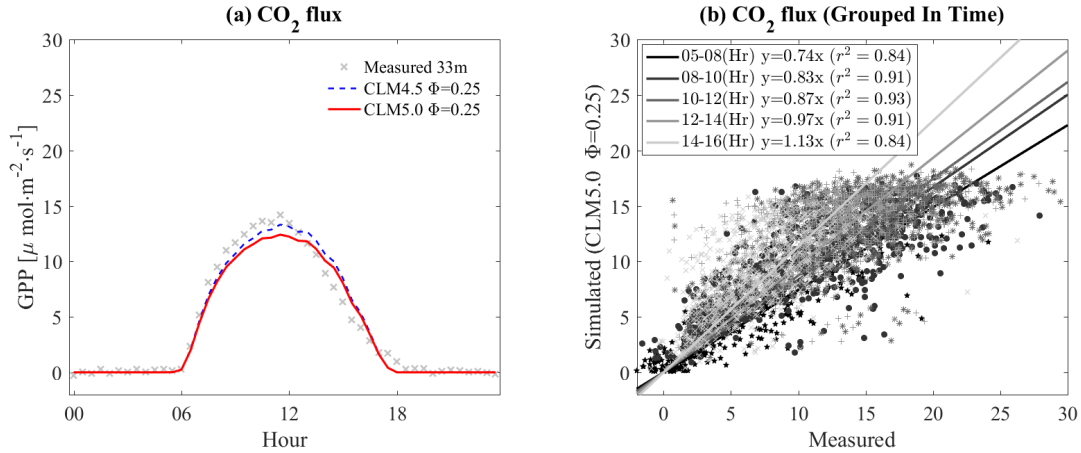 (a) CO2 flux
30
25
20
15
10
5
0
GPP [μ mol·m−2·s−1]
00
06
12
18
Hour
Measured 33m
CLM4.5 Φ=0.25
CLM5.0 Φ=0.25
(b) CO2 flux (Grouped In Time)
30
25
20
15
10
5
0
Simulated (CLM5.0 Φ=0.25)
0
5
10
15
20
25
30
Measured
05-08(Hr) y=0.74x (r2 = 0.84)
08-10(Hr) y=0.83x (r2 = 0.91)
10-12(Hr) y=0.87x (r2 = 0.93)
12-14(Hr) y=0.97x (r2 = 0.91)
14-16(Hr) y=1.13x (r2 = 0.84)